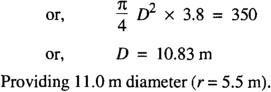 or, π/4 D² × 3.8 = 350
or, D = 10.83 m
Providing 11.0 m diameter (r = 5.5 m).